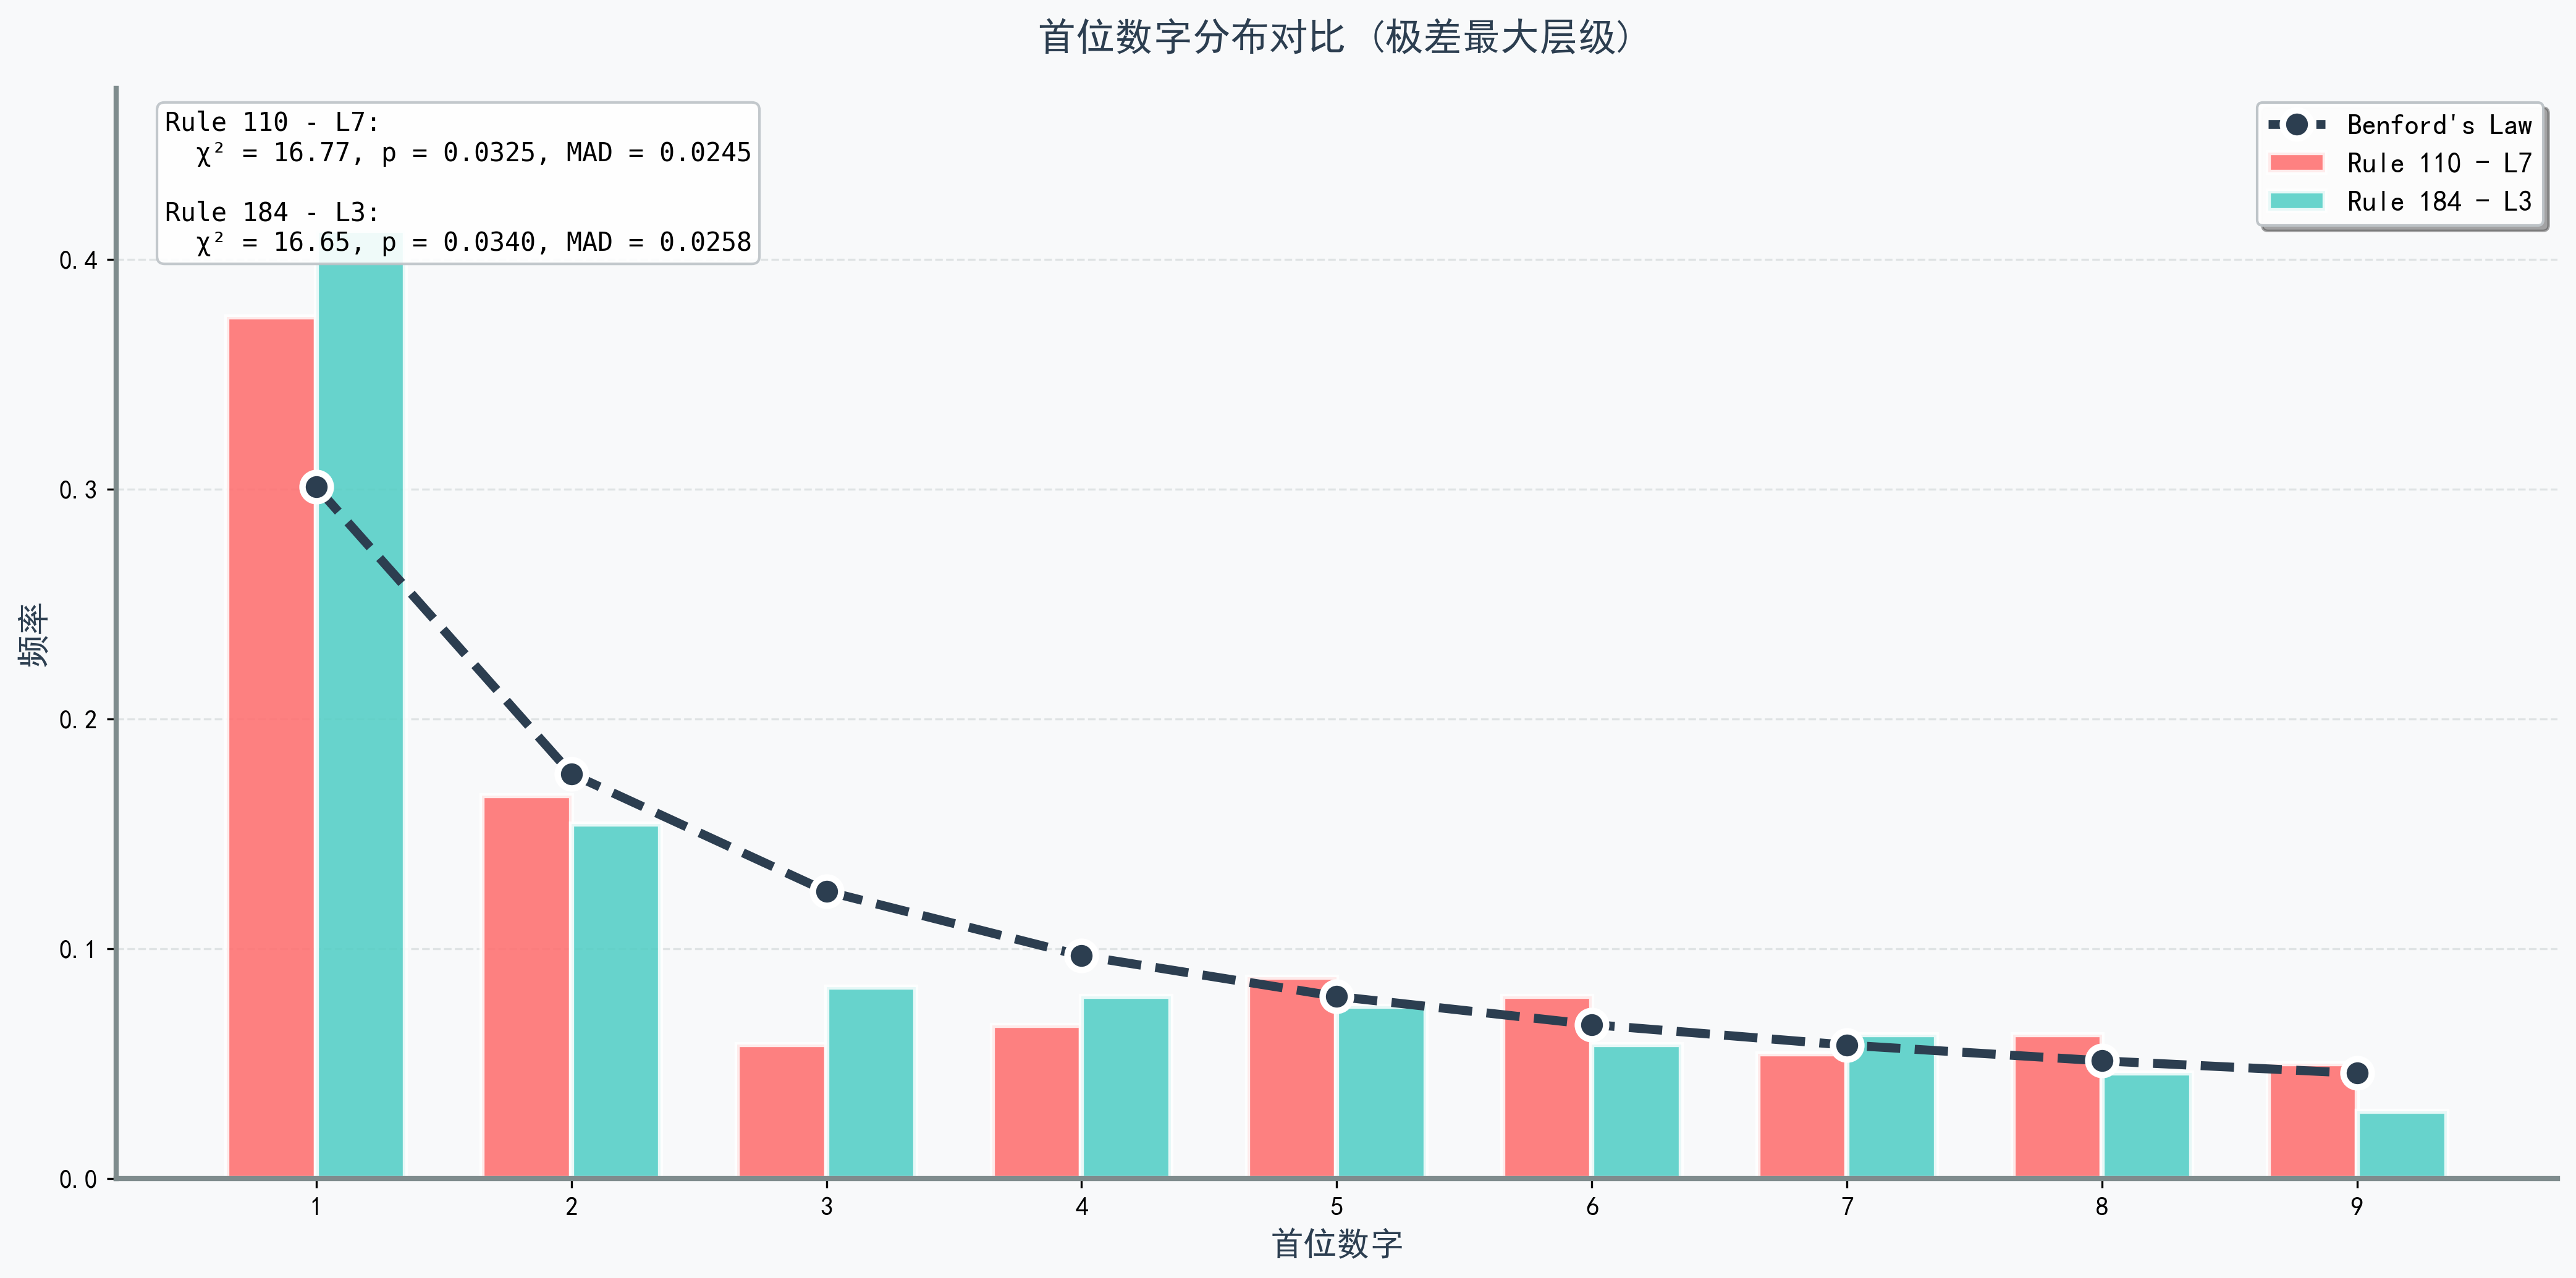 首位数字分布对比 (极差最大层级)
Rule 110 - L7:
χ² = 16.77, p = 0.0325, MAD = 0.0245
Rule 184 - L3:
χ² = 16.65, p = 0.0340, MAD = 0.0258
Benford's Law
Rule 110 - L7
Rule 184 - L3
频率
0.4
0.3
0.2
0.1
0.0
1 2 3 4 5 6 7 8 9
首位数字